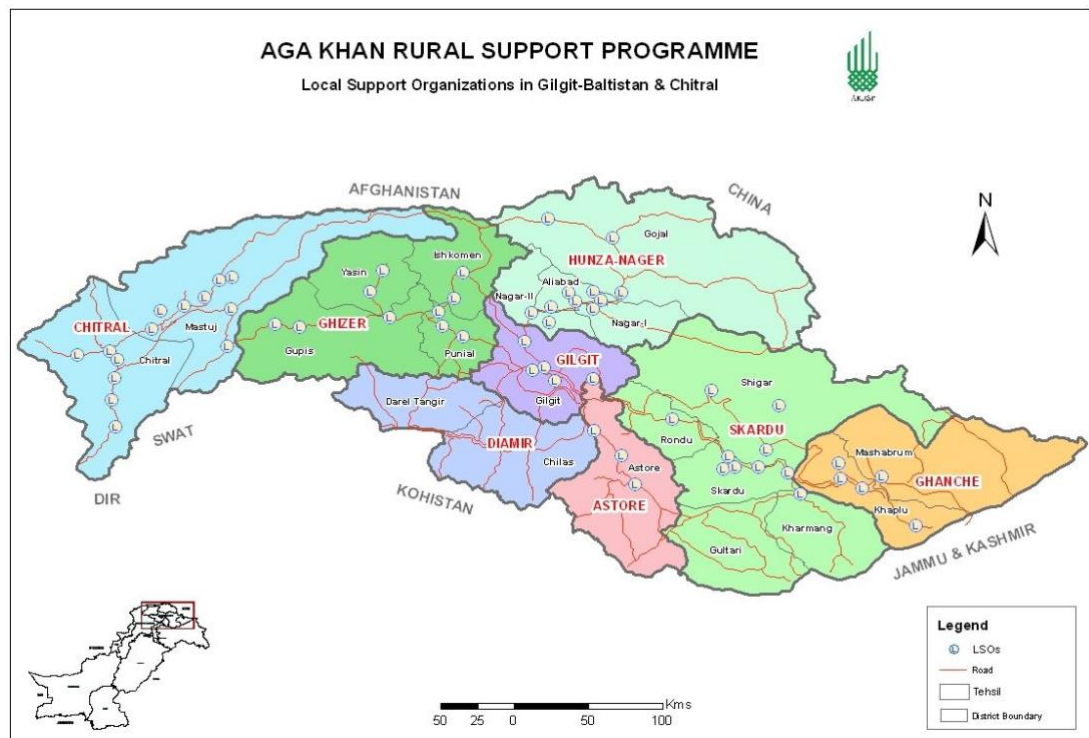 AGA KHAN RURAL SUPPORT PROGRAMME
Local Support Organizations in Gilgit-Baltistan & Chitral
AKRSP
AFGHANISTAN
CHINA
N
Gojal
Ishkomen
HUNZA-NAGER
Yasin
Aliabad
Nagar-II
CHITRAL
Mastuj
GHIZER
Nagar-I
Chitral
Gupis
Punial
GILGIT
Shigar
Gilgit
Darel Tangir
SKARDU
Rondu
SWAT
DIAMIR
Mashabrum
Chilas
Astore
GHANCHE
DIR
KOHISTAN
Skardu
ASTORE
Khaplu
Kharmang
Gultari
JAMMU & KASHMIR
Legend
L LSOs
Road
Tehsil
District Boundary
Kms
50 25 0 50 100